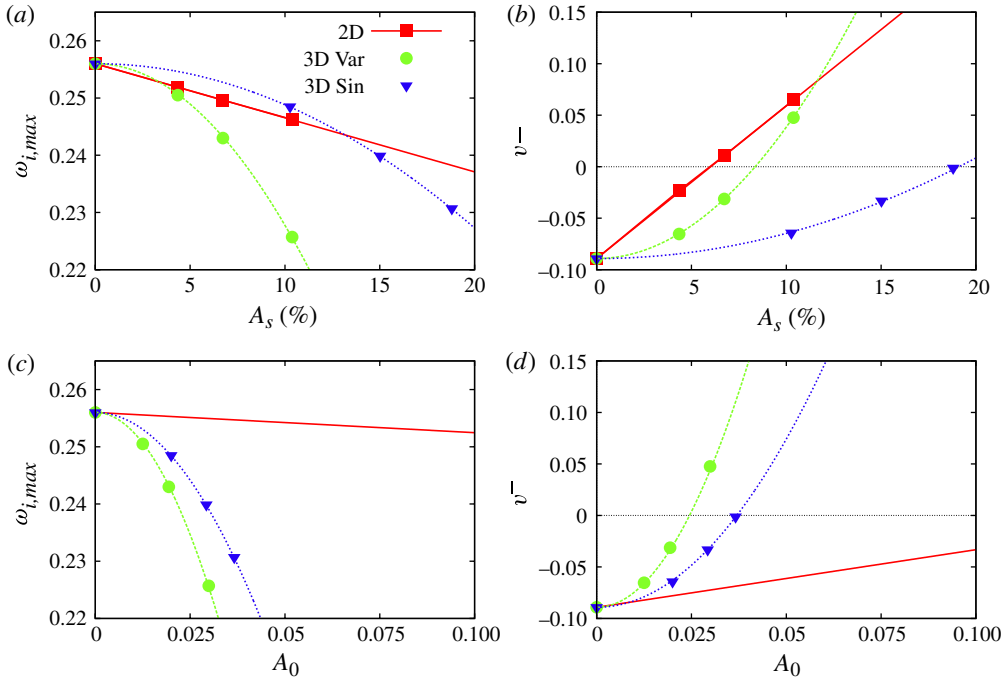 (a)
0.26
0.25
0.24
0.23
0.22
ω_{i,max}
2D
3D Var
3D Sin
0 5 10 15 20
A_s (%)
(b)
0.15
0.10
0.05
0
−0.05
−0.10
v⁻
0 5 10 15 20
A_s (%)
(c)
0.26
0.25
0.24
0.23
0.22
ω_{i,max}
0 0.025 0.05 0.075 0.100
A_0
(d)
0.15
0.10
0.05
0
−0.05
−0.10
v⁻
0 0.025 0.05 0.075 0.100
A_0